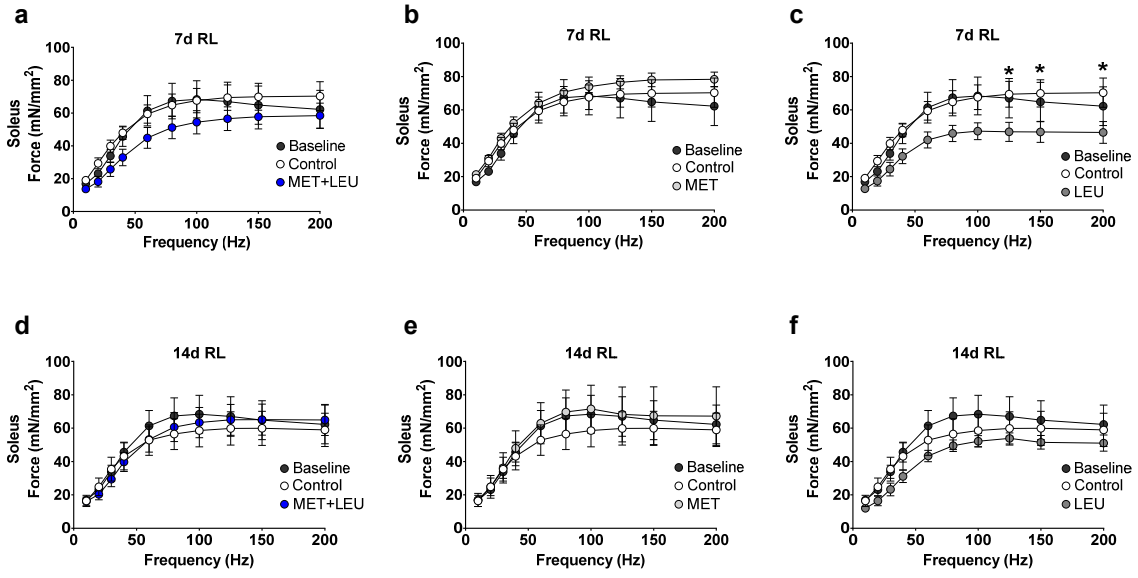 a
7d RL
Soleus
Force (mN/mm²)
100
80
60
40
20
0
Baseline
Control
MET+LEU
0 50 100 150 200
Frequency (Hz)
b
7d RL
Soleus
Force (mN/mm²)
100
80
60
40
20
0
Baseline
Control
MET
0 50 100 150 200
Frequency (Hz)
c
7d RL
Soleus
Force (mN/mm²)
100
80
60
40
20
0
* * *
Baseline
Control
LEU
0 50 100 150 200
Frequency (Hz)
d
14d RL
Soleus
Force (mN/mm²)
100
80
60
40
20
0
Baseline
Control
MET+LEU
0 50 100 150 200
Frequency (Hz)
e
14d RL
Soleus
Force (mN/mm²)
100
80
60
40
20
0
Baseline
Control
MET
0 50 100 150 200
Frequency (Hz)
f
14d RL
Soleus
Force (mN/mm²)
100
80
60
40
20
0
Baseline
Control
LEU
0 50 100 150 200
Frequency (Hz)